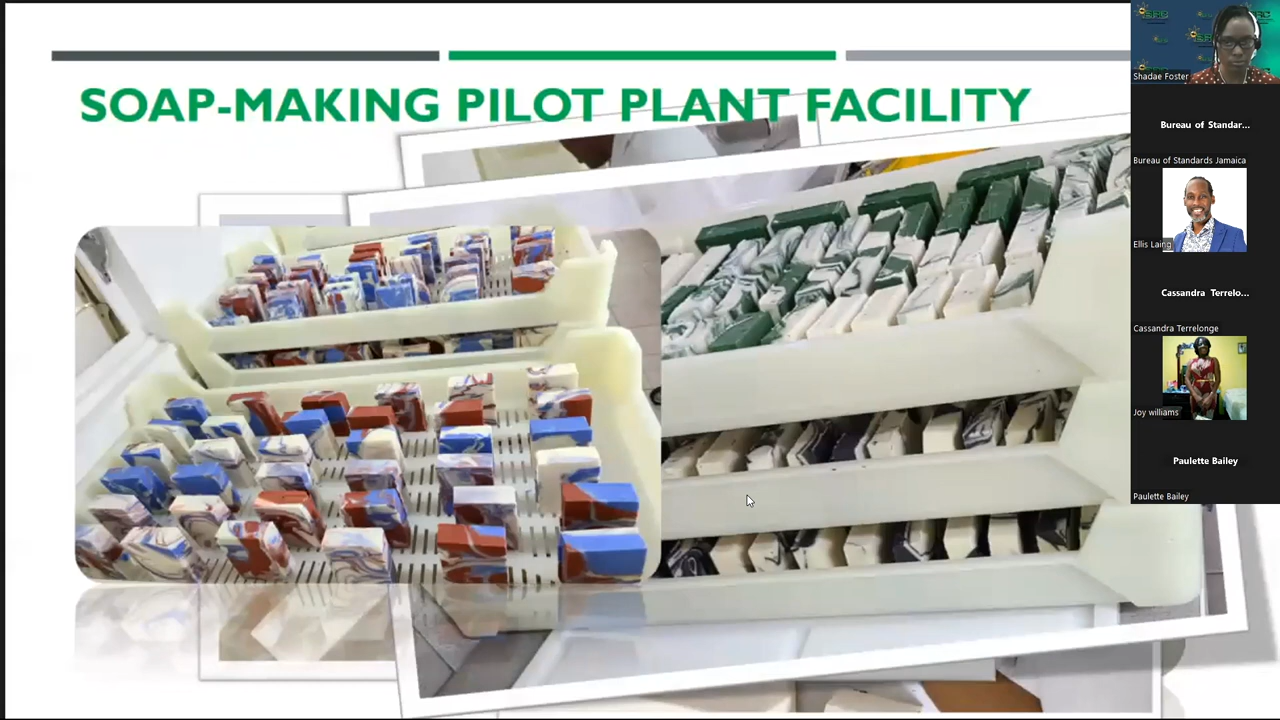 SOAP-MAKING PILOT PLANT FACILITY
Shadae Foster
Bureau of Standar...
Bureau of Standards Jamaica
Ellis Laing
Cassandra Terrelo...
Cassandra Terrelonge
Joy williams
Paulette Bailey
Paulette Bailey